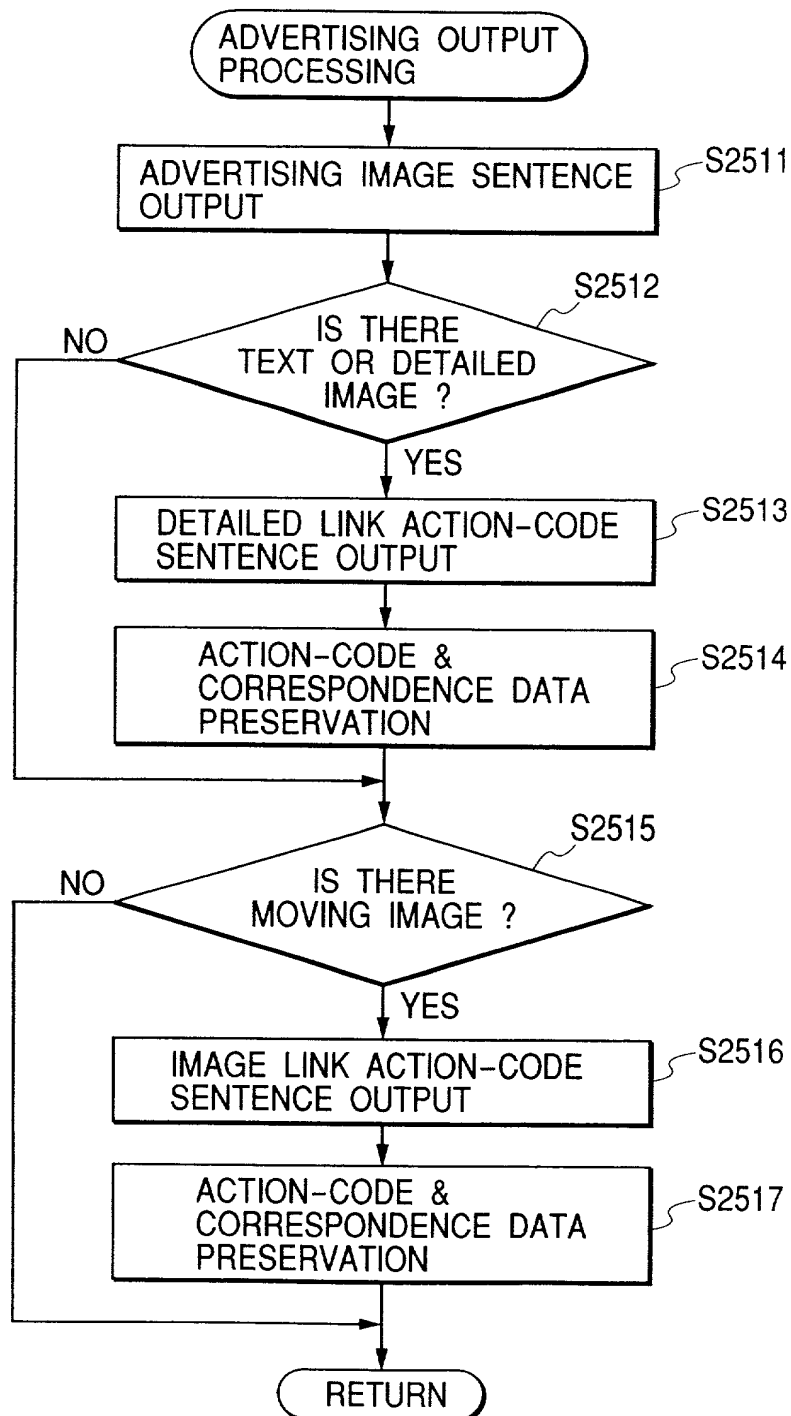 ADVERTISING OUTPUT
PROCESSING
ADVERTISING IMAGE SENTENCE
OUTPUT
S2511
S2512
IS THERE
TEXT OR DETAILED
IMAGE ?
NO
YES
DETAILED LINK ACTION-CODE
SENTENCE OUTPUT
S2513
ACTION-CODE &
CORRESPONDENCE DATA
PRESERVATION
S2514
S2515
IS THERE
MOVING IMAGE ?
NO
YES
IMAGE LINK ACTION-CODE
SENTENCE OUTPUT
S2516
ACTION-CODE &
CORRESPONDENCE DATA
PRESERVATION
S2517
RETURN